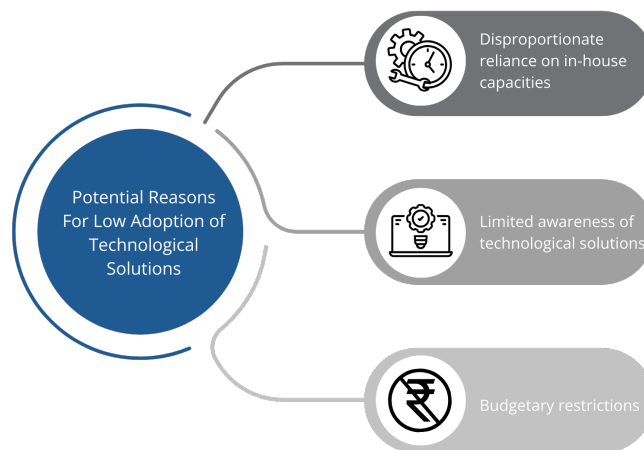 Potential Reasons
For Low Adoption of
Technological
Solutions
Disproportionate
reliance on in-house
capacities
Limited awareness of
technological solutions
Budgetary restrictions